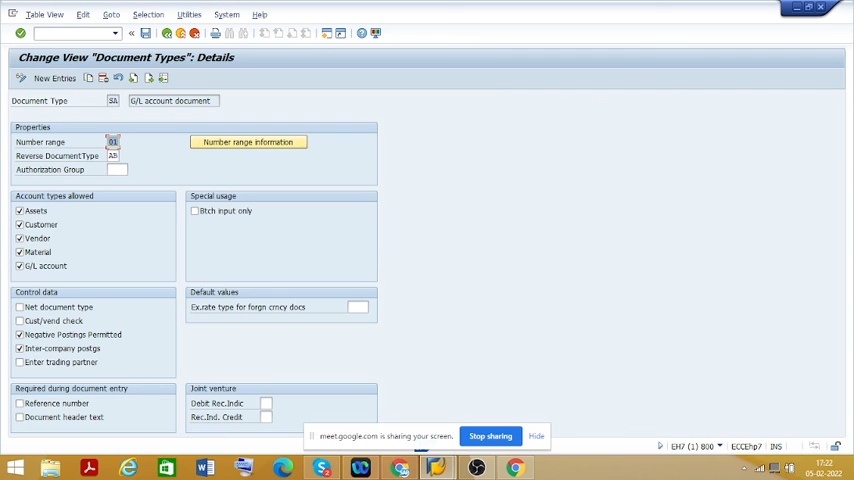 Table View Edit Goto Selection Utilities System Help
Change View "Document Types": Details
New Entries
Document Type SA G/L account document
Properties
Number range 01 Number range information
Reverse DocumentType AB
Authorization Group
Account types allowed Special usage
Assets Btch input only
Customer
Vendor
Material
G/L account
Control data Default values
Net document type Ex.rate type for forgn crncy docs
Cust/vend check
Negative Postings Permitted
Inter-company postgs
Enter trading partner
Required during document entry Joint venture
Reference number Debit Rec.Indic
Document header text Rec.Ind. Credit
meet.google.com is sharing your screen. Stop sharing Hide
EH7 (1) 800 ECCEhp7 INS
17:22
05-02-2022